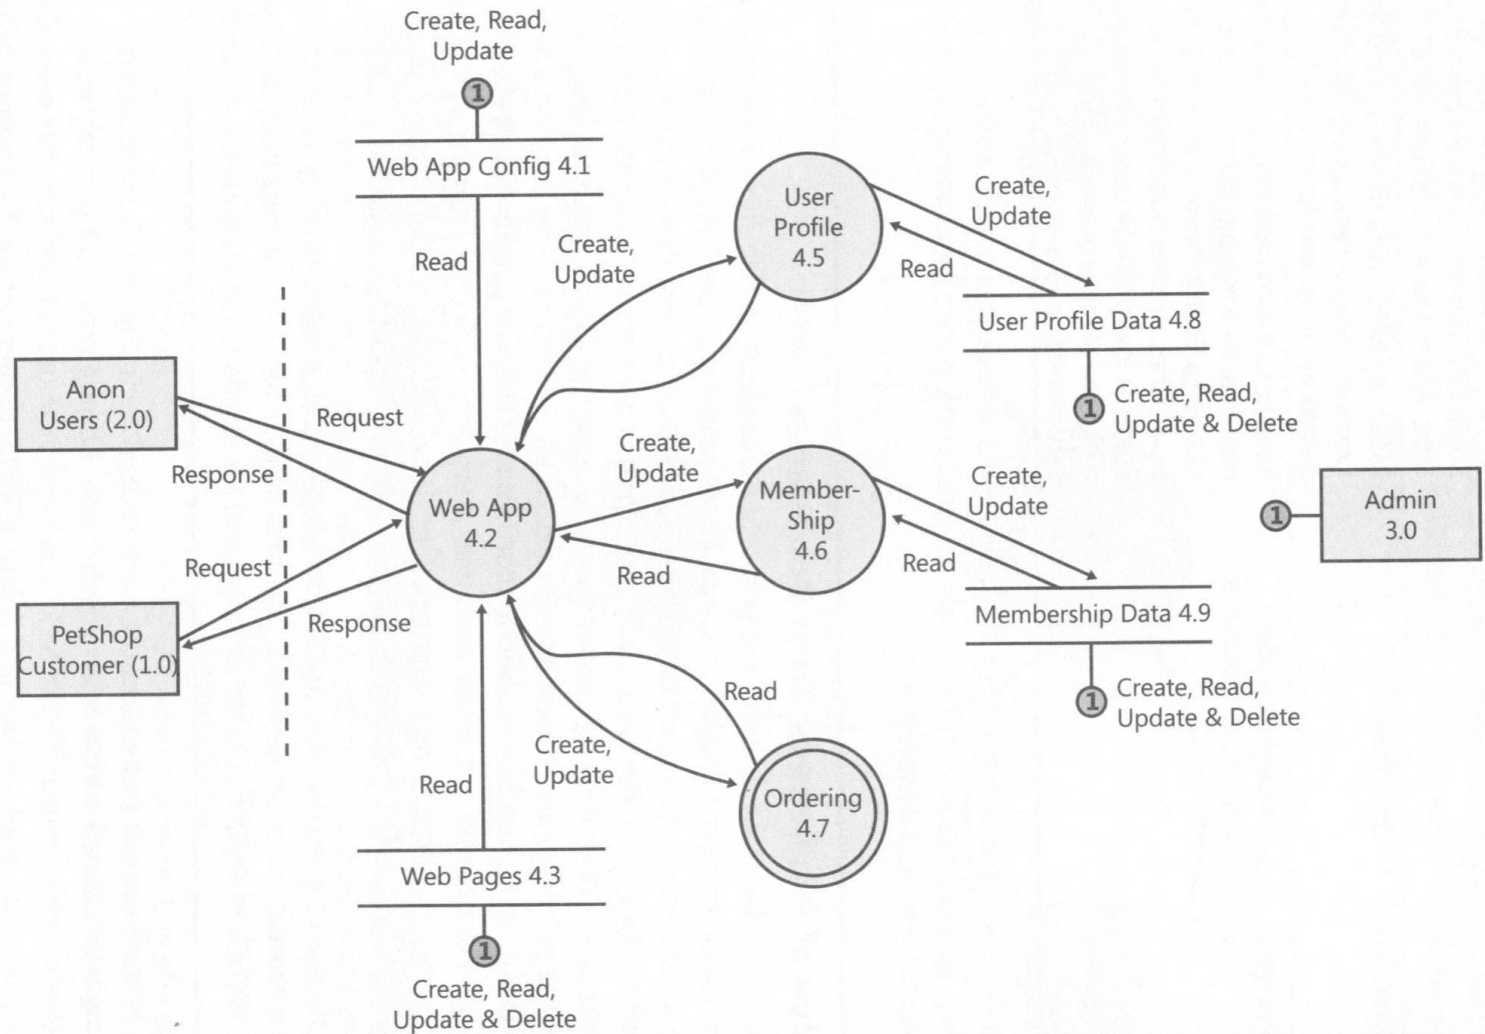 Create, Read,
Update
1
Web App Config 4.1
Read
Create,
Update
User
Profile
4.5
Create,
Update
Read
User Profile Data 4.8
1
Create, Read,
Update & Delete
Anon
Users (2.0)
Request
Response
Web App
4.2
Create,
Update
Read
Member-
Ship
4.6
Create,
Update
Read
Membership Data 4.9
1
Create, Read,
Update & Delete
1
Admin
3.0
PetShop
Customer (1.0)
Request
Response
Read
Create,
Update
Read
Ordering
4.7
Web Pages 4.3
1
Create, Read,
Update & Delete